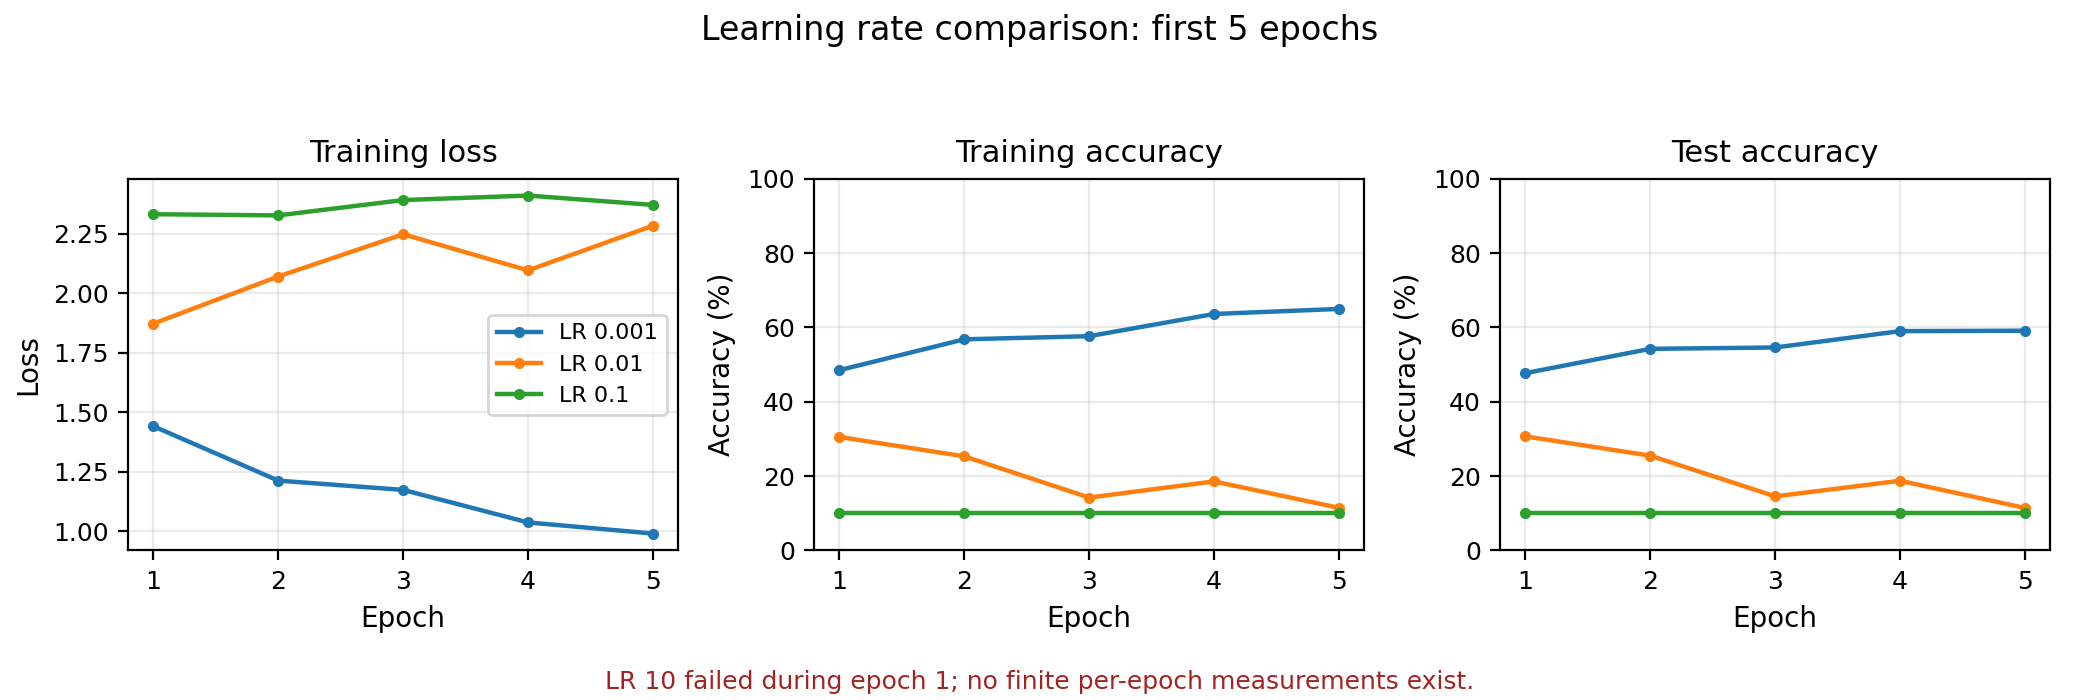 Learning rate comparison: first 5 epochs
Training loss
Loss
2.25
2.00
1.75
1.50
1.25
1.00
LR 0.001
LR 0.01
LR 0.1
1 2 3 4 5
Epoch
Training accuracy
Accuracy (%)
100
80
60
40
20
0
1 2 3 4 5
Epoch
Test accuracy
Accuracy (%)
100
80
60
40
20
0
1 2 3 4 5
Epoch
LR 10 failed during epoch 1; no finite per-epoch measurements exist.